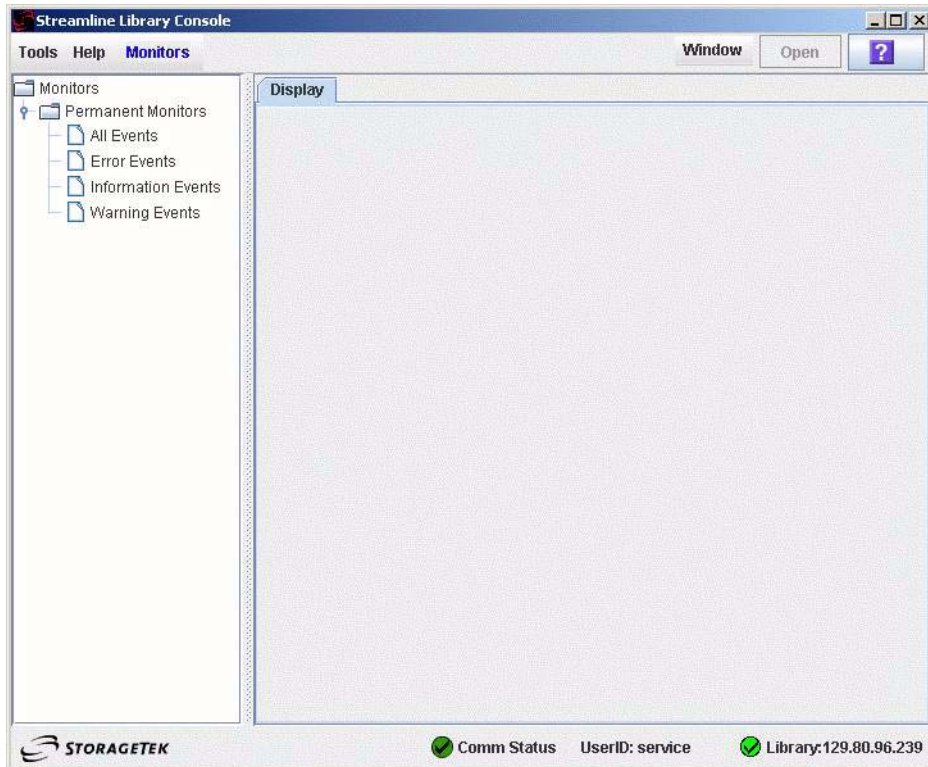 Streamline Library Console
Tools Help Monitors Window Open ?
Monitors
Permanent Monitors
All Events
Error Events
Information Events
Warning Events
Display
STORAGETEK Comm Status UserID: service Library:129.80.96.239